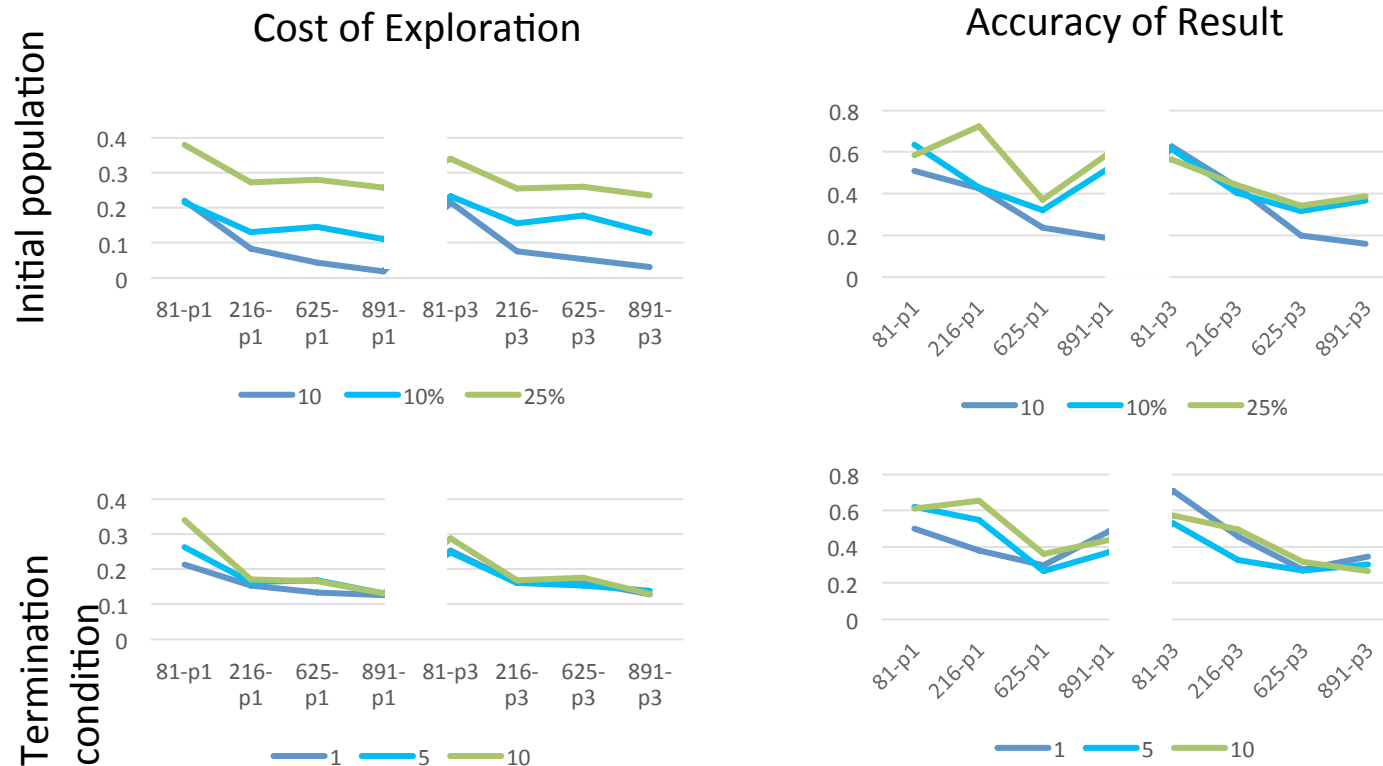 Cost of Exploration
Accuracy of Result
Initial population
0.4
0.3
0.2
0.1
0
81-p1 216-p1 625-p1 891-p1 81-p3 216-p3 625-p3 891-p3
10 10% 25%
0.8
0.6
0.4
0.2
0
81-p1 216-p1 625-p1 891-p1 81-p3 216-p3 625-p3 891-p3
10 10% 25%
Termination
condition
0.4
0.3
0.2
0.1
0
81-p1 216-p1 625-p1 891-p1 81-p3 216-p3 625-p3 891-p3
1 5 10
0.8
0.6
0.4
0.2
0
81-p1 216-p1 625-p1 891-p1 81-p3 216-p3 625-p3 891-p3
1 5 10